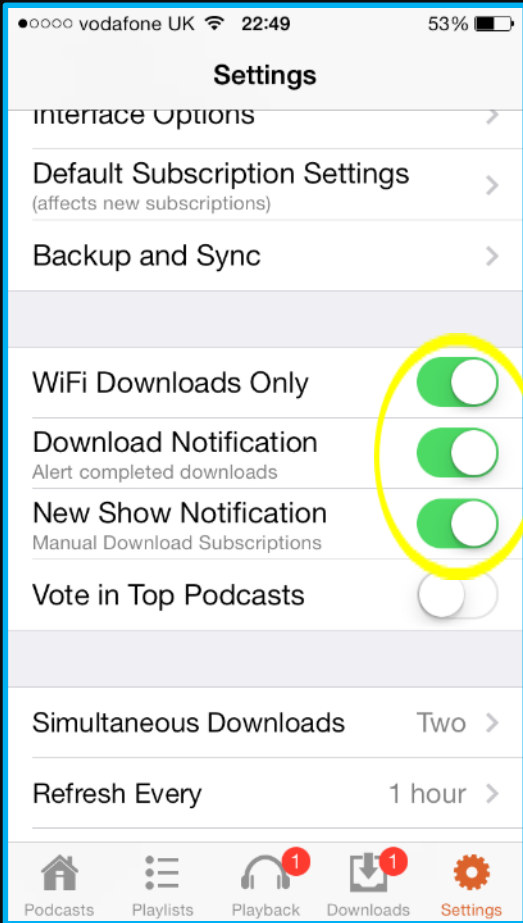 vodafone UK 22:49 53%
Settings
Interface Options
Default Subscription Settings
(affects new subscriptions)
Backup and Sync
WiFi Downloads Only
Download Notification
Alert completed downloads
New Show Notification
Manual Download Subscriptions
Vote in Top Podcasts
Simultaneous Downloads Two
Refresh Every 1 hour
1 1
Podcasts Playlists Playback Downloads Settings